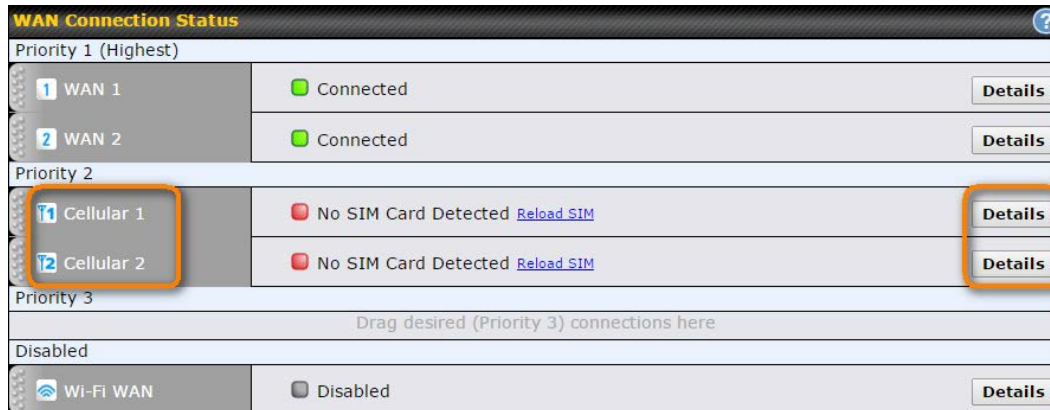 WAN Connection Status ?
Priority 1 (Highest)
1 WAN 1 Connected Details
2 WAN 2 Connected Details
Priority 2
1 Cellular 1 No SIM Card Detected Reload SIM Details
2 Cellular 2 No SIM Card Detected Reload SIM Details
Priority 3
Drag desired (Priority 3) connections here
Disabled
Wi-Fi WAN Disabled Details